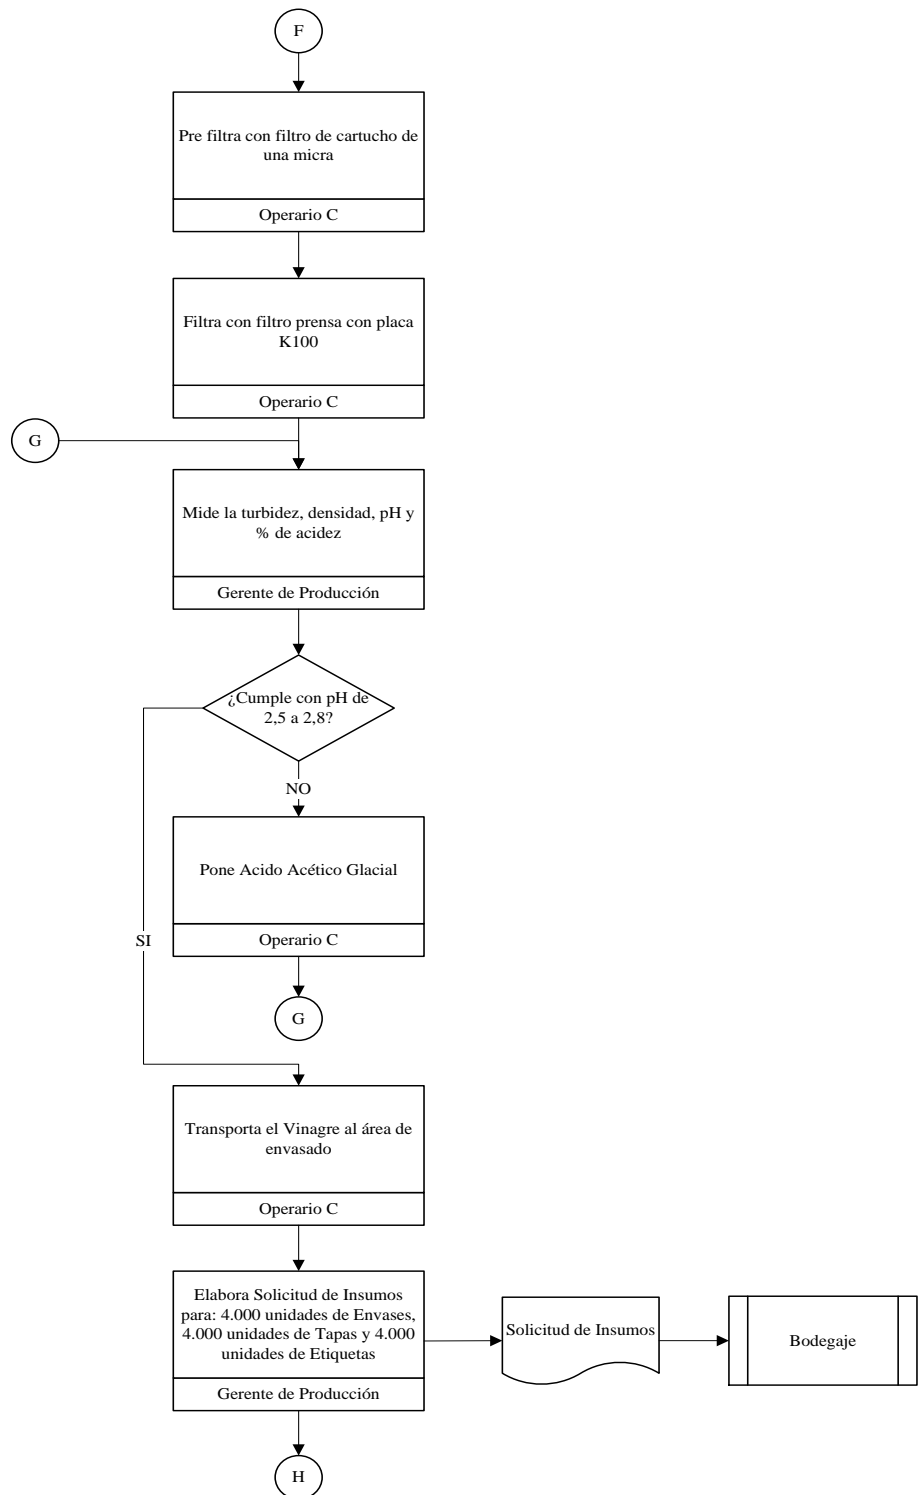 F
Pre filtra con filtro de cartucho de
una micra
Operario C
Filtra con filtro prensa con placa
K100
Operario C
G
Mide la turbidez, densidad, pH y
% de acidez
Gerente de Producción
¿Cumple con pH de
2,5 a 2,8?
NO
Pone Acido Acético Glacial
Operario C
SI
G
Transporta el Vinagre al área de
envasado
Operario C
Elabora Solicitud de Insumos
para: 4.000 unidades de Envases,
4.000 unidades de Tapas y 4.000
unidades de Etiquetas
Gerente de Producción
Solicitud de Insumos
Bodegaje
H